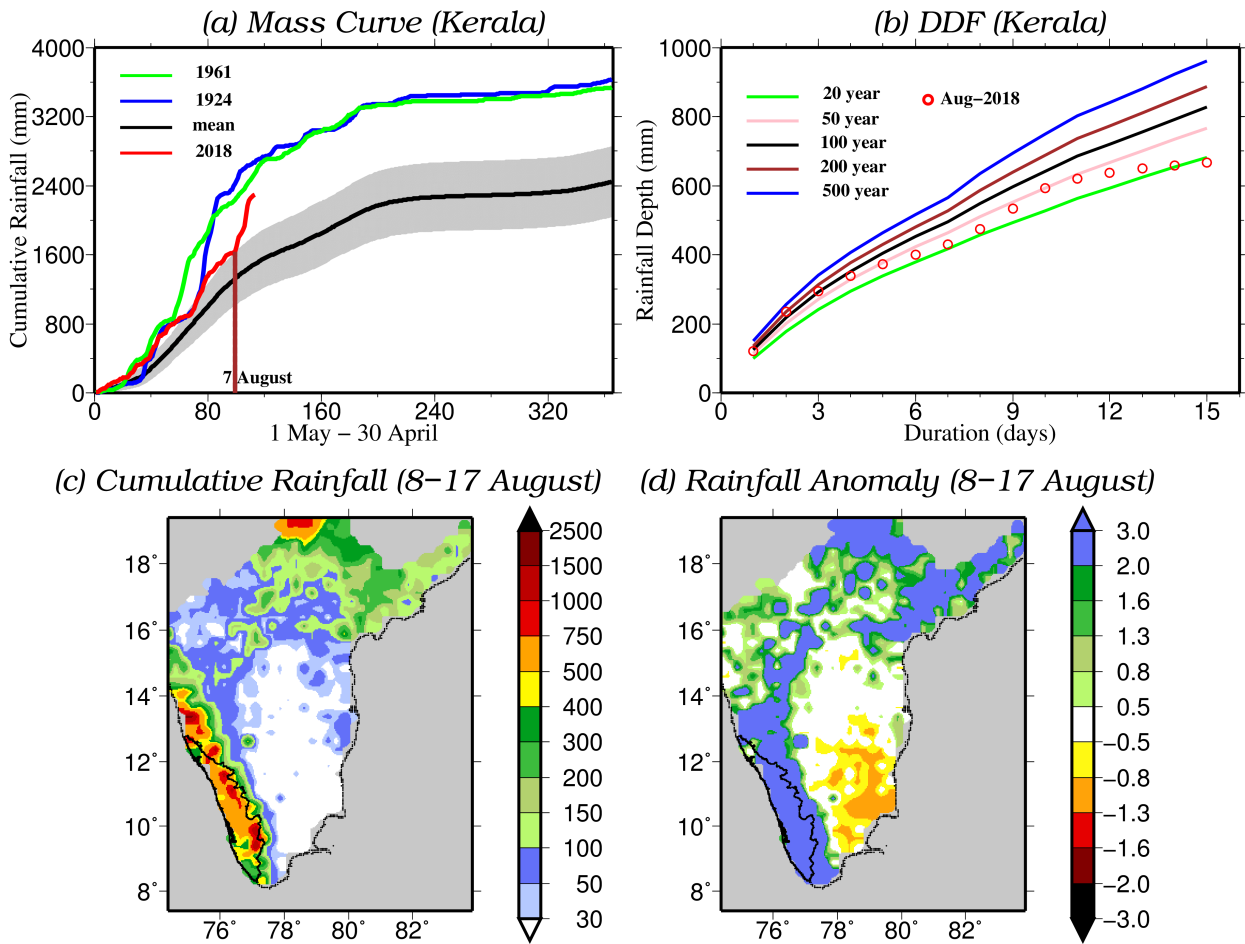 (a) Mass Curve (Kerala)
Cumulative Rainfall (mm)
4000
3200
2400
1600
800
0
1961
1924
mean
2018
7 August
0 80 160 240 320
1 May − 30 April
(b) DDF (Kerala)
Rainfall Depth (mm)
1000
800
600
400
200
0
20 year
50 year
100 year
200 year
500 year
Aug−2018
0 3 6 9 12 15
Duration (days)
(c) Cumulative Rainfall (8−17 August)
18°
16°
14°
12°
10°
8°
76° 78° 80° 82°
2500
1500
1000
750
500
400
300
200
150
100
50
30
(d) Rainfall Anomaly (8−17 August)
18°
16°
14°
12°
10°
8°
76° 78° 80° 82°
3.0
2.0
1.6
1.3
0.8
0.5
−0.5
−0.8
−1.3
−1.6
−2.0
−3.0